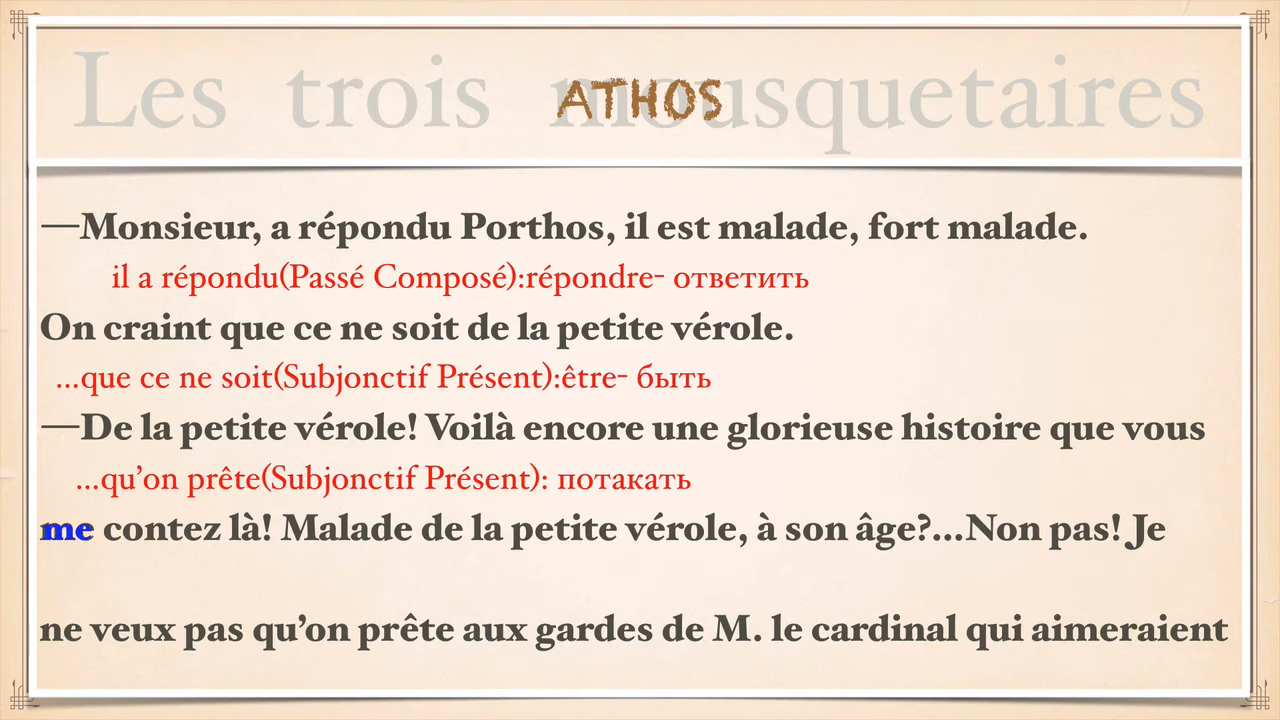 Les trois mousquetaires
ATHOS
—Monsieur, a répondu Porthos, il est malade, fort malade.
il a répondu(Passé Composé):répondre- ответить
On craint que ce ne soit de la petite vérole.
...que ce ne soit(Subjonctif Présent):être- быть
—De la petite vérole! Voilà encore une glorieuse histoire que vous
...qu’on prête(Subjonctif Présent): потакать
me contez là! Malade de la petite vérole, à son âge?...Non pas! Je
ne veux pas qu’on prête aux gardes de M. le cardinal qui aimeraient